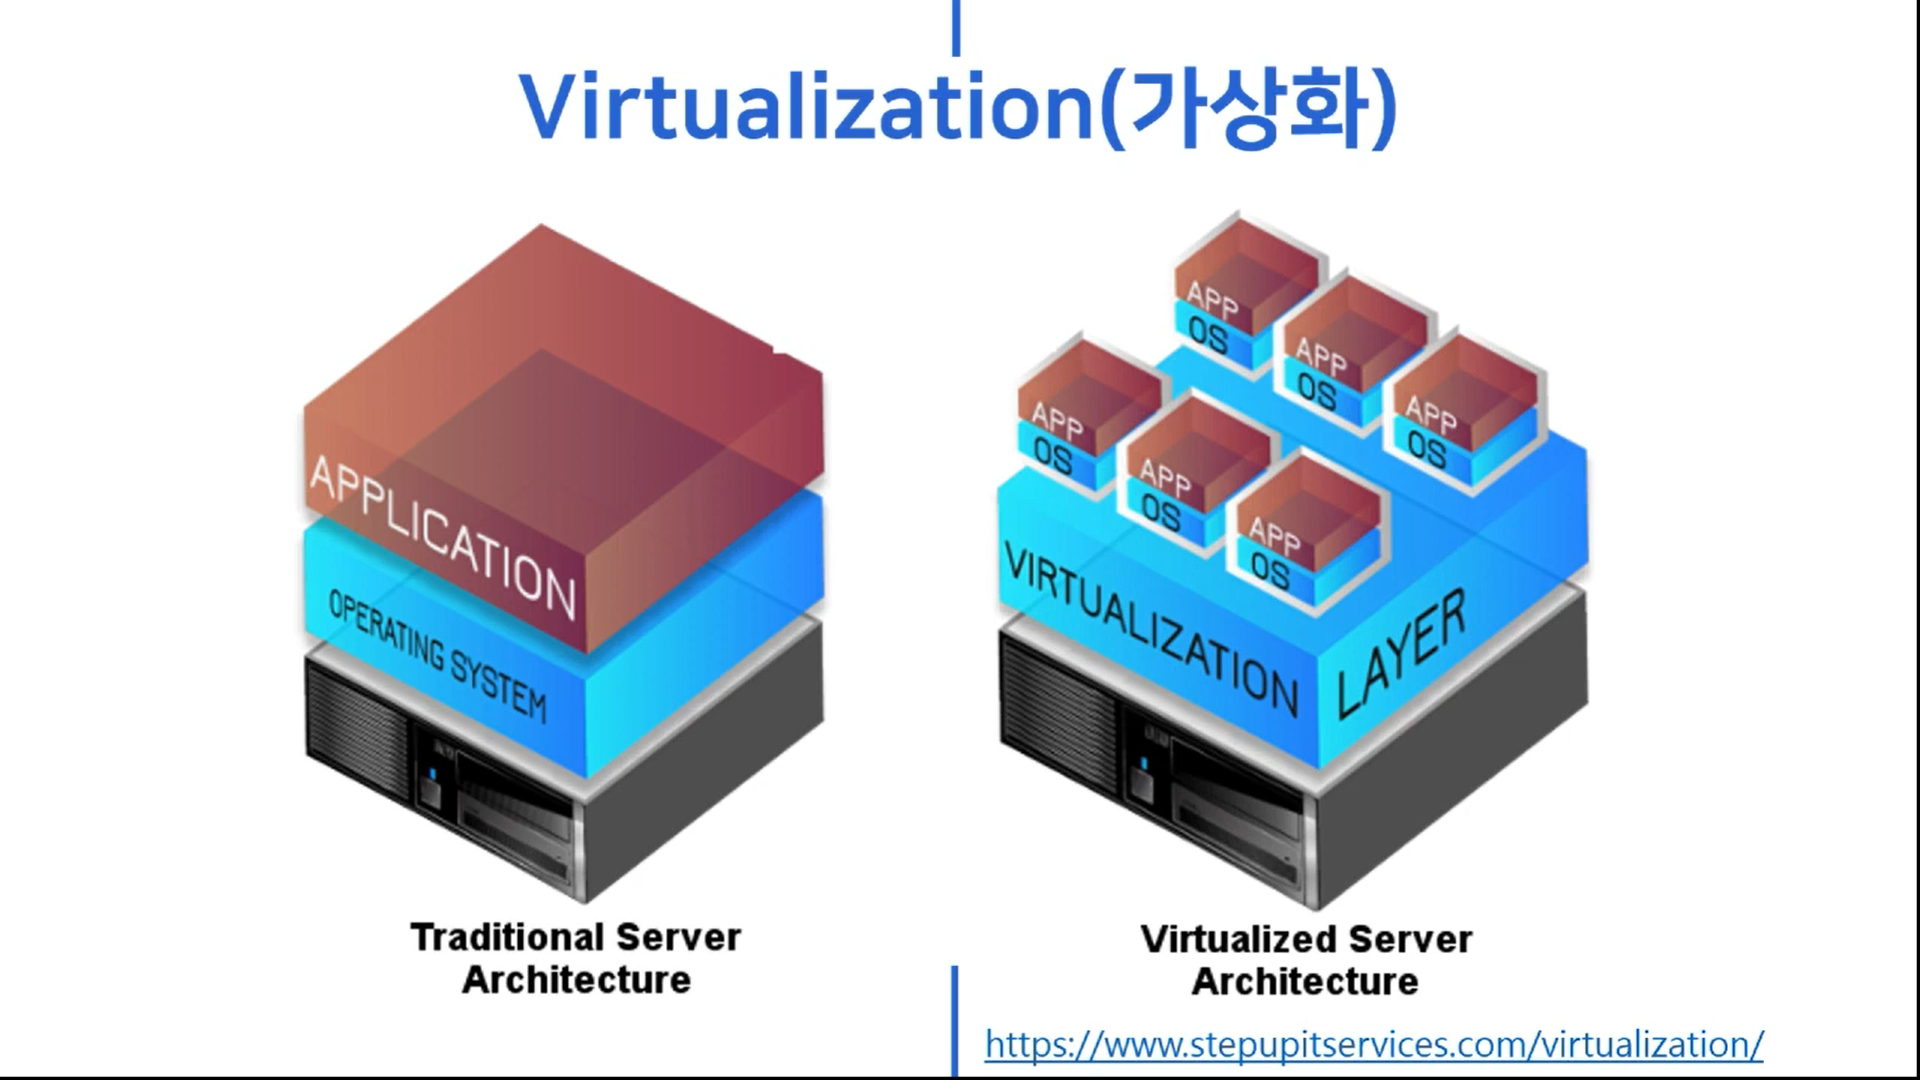 Virtualization(가상화)
APPLICATION
OPERATING SYSTEM
Traditional Server
Architecture
APP
OS
APP
OS
APP
OS
APP
OS
APP
OS
APP
OS
VIRTUALIZATION LAYER
Virtualized Server
Architecture
https://www.stepupitservices.com/virtualization/